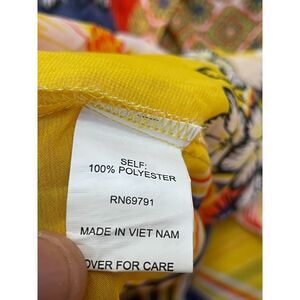 SELF:
100% POLYESTER
RN69791
MADE IN VIET NAM
OVER FOR CARE